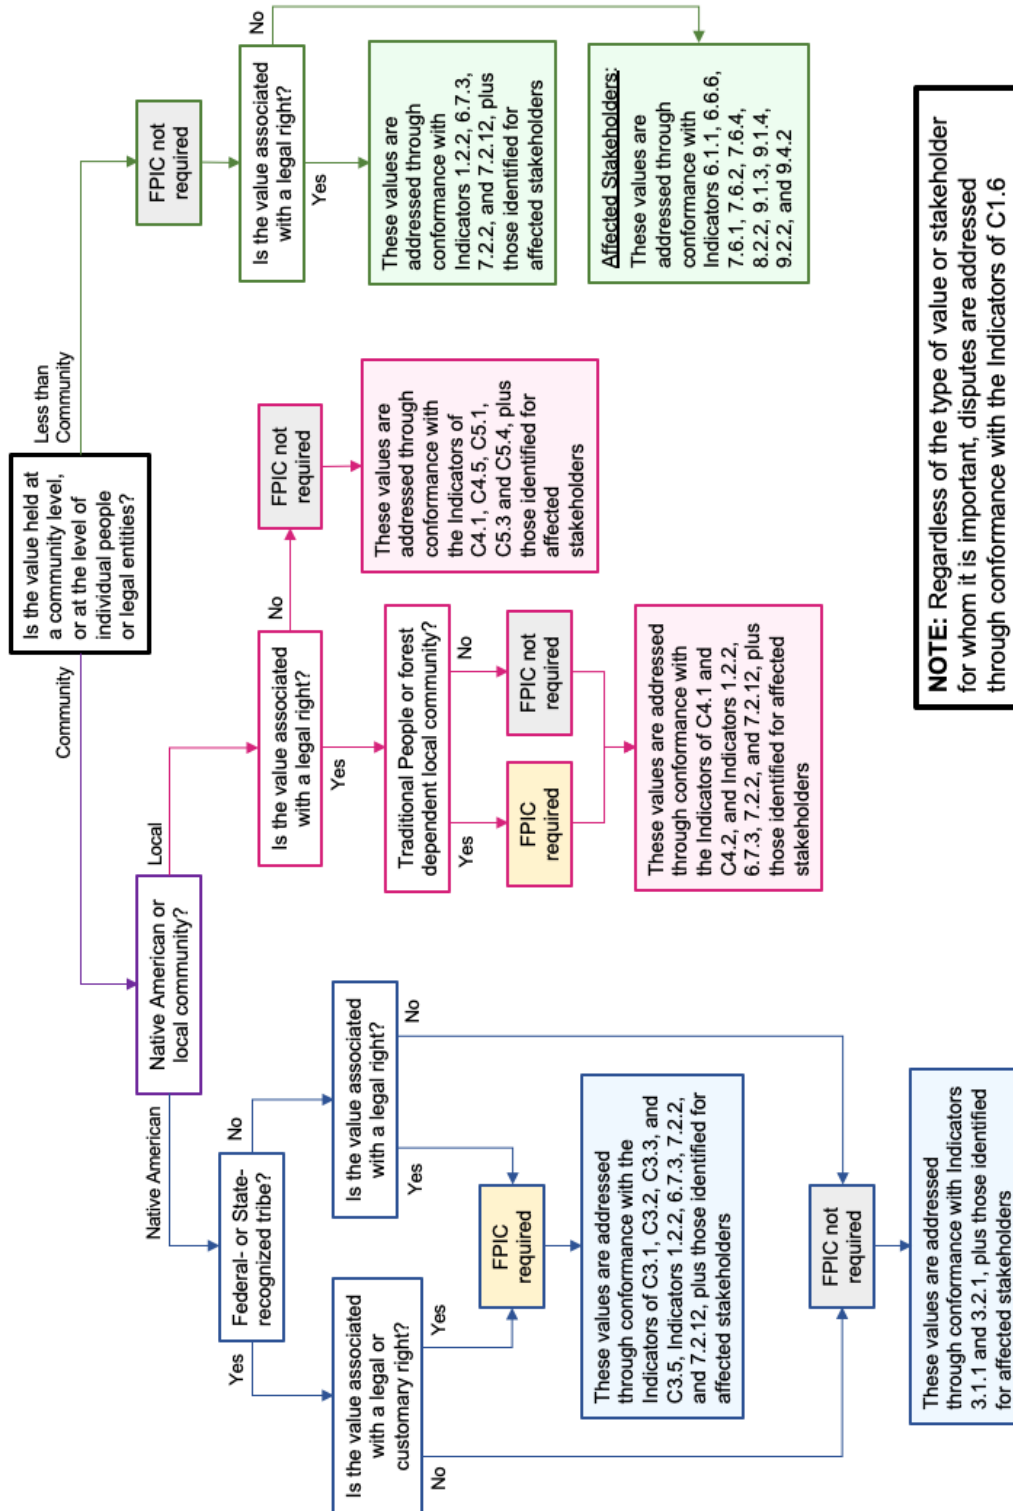 Is the value held at
a community level,
or at the level of
individual people
or legal entities?
Community
Less than
Community
Native American or
local community?
Native American
Local
Federal- or State-
recognized tribe?
Yes
No
Is the value associated
with a legal or
customary right?
No
Yes
Is the value associated
with a legal right?
Yes
No
FPIC
required
These values are addressed
through conformance with the
Indicators of C3.1, C3.2, C3.3, and
C3.5, Indicators 1.2.2, 6.7.3, 7.2.2,
and 7.2.12, plus those identified for
affected stakeholders
FPIC not
required
These values are addressed
through conformance with Indicators
3.1.1 and 3.2.1, plus those identified
for affected stakeholders
Is the value associated
with a legal right?
No
Yes
FPIC not
required
These values are
addressed through
conformance with
the Indicators of
C4.1, C4.5, C5.1,
C5.3 and C5.4, plus
those identified for
affected
stakeholders
Traditional People or forest
dependent local community?
Yes
No
FPIC
required
FPIC not
required
These values are addressed
through conformance with
the Indicators of C4.1 and
C4.2, and Indicators 1.2.2,
6.7.3, 7.2.2, and 7.2.12, plus
those identified for affected
stakeholders
FPIC not
required
Is the value associated
with a legal right?
No
Yes
These values are
addressed through
conformance with
Indicators 1.2.2, 6.7.3,
7.2.2, and 7.2.12, plus
those identified for
affected stakeholders
Affected Stakeholders:
These values are
addressed through
conformance with
Indicators 6.1.1, 6.6.6,
7.6.1, 7.6.2, 7.6.4,
8.2.2, 9.1.3, 9.1.4,
9.2.2, and 9.4.2
NOTE: Regardless of the type of value or stakeholder
for whom it is important, disputes are addressed
through conformance with the Indicators of C1.6